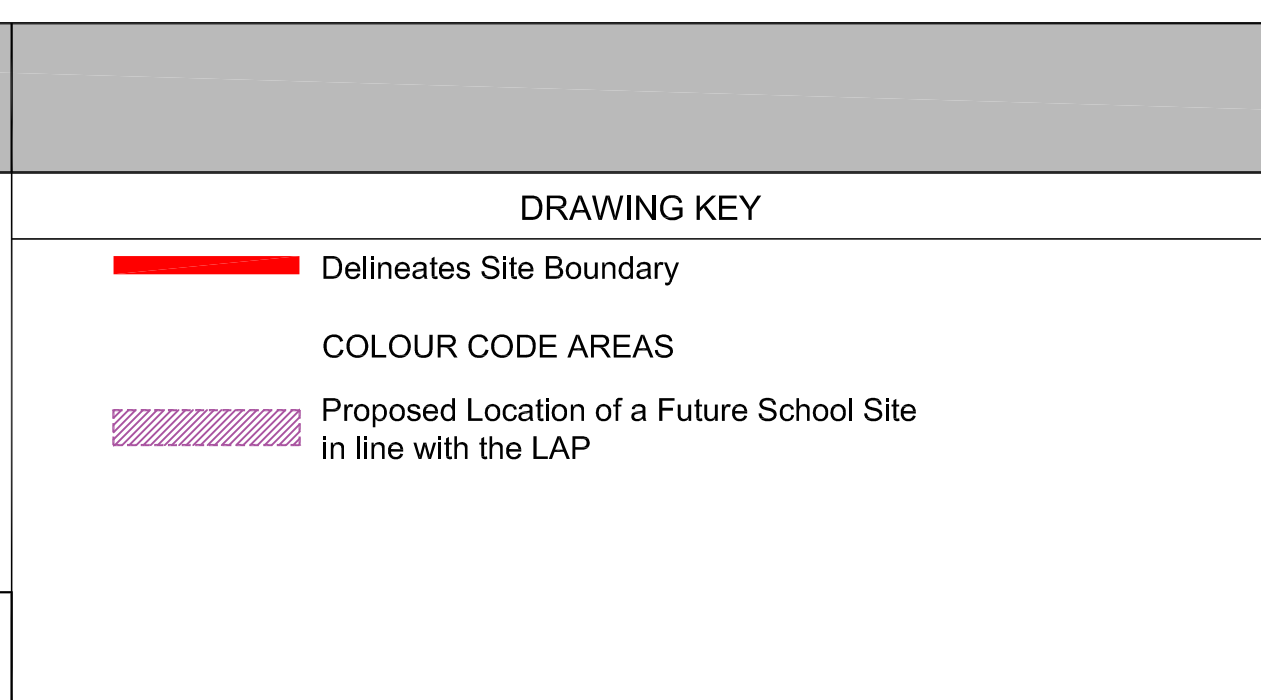 DRAWING KEY
Delineates Site Boundary
COLOUR CODE AREAS
Proposed Location of a Future School Site
in line with the LAP